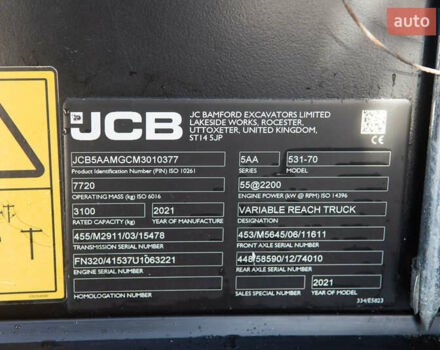 auto
JCB
JC BAMFORD EXCAVATORS LIMITED
LAKESIDE WORKS, ROCESTER,
UTTOXETER, UNITED KINGDOM,
ST14 5JP
JCB5AAMGCM3010377
Product Identification Number (PIN) ISO 10261
5AA
SERIES
531-70
MODEL
7720
OPERATING MASS (kg) ISO 6016
55@2200
ENGINE POWER (kW @ RPM) ISO 14396
3100
RATED CAPACITY (kg)
2021
YEAR OF MANUFACTURE
VARIABLE REACH TRUCK
DESIGNATION
455/M2911/03/15478
TRANSMISSION SERIAL NUMBER
453/M5645/06/11611
FRONT AXLE SERIAL NUMBER
FN320/41537U1063221
ENGINE SERIAL NUMBER
448/58590/12/74010
REAR AXLE SERIAL NUMBER
HOMOLOGATION NUMBER
SALES SPECIAL NUMBER
2021
YEAR OF MODEL
334/E5823